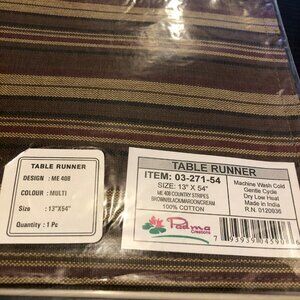 TABLE RUNNER
DESIGN : ME 408
COLOUR : MULTI
Size : 13"X54"
Quantity : 1 Pc
TABLE RUNNER
ITEM: 03-271-54
SIZE: 13" X 54"
ME 408 COUNTRY STRIPES
BROWN/BLACK/MAROON/CREAM
100% COTTON
Padma
Machine Wash Cold
Gentle Cycle
Dry Low Heat
Made in India
R.N. 0120936